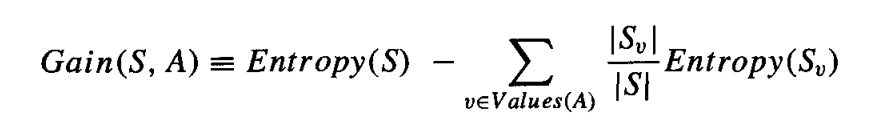 Gain(S, A) ≡ Entropy(S) − ∑_{v∈Values(A)} |S_v|/|S| Entropy(S_v)